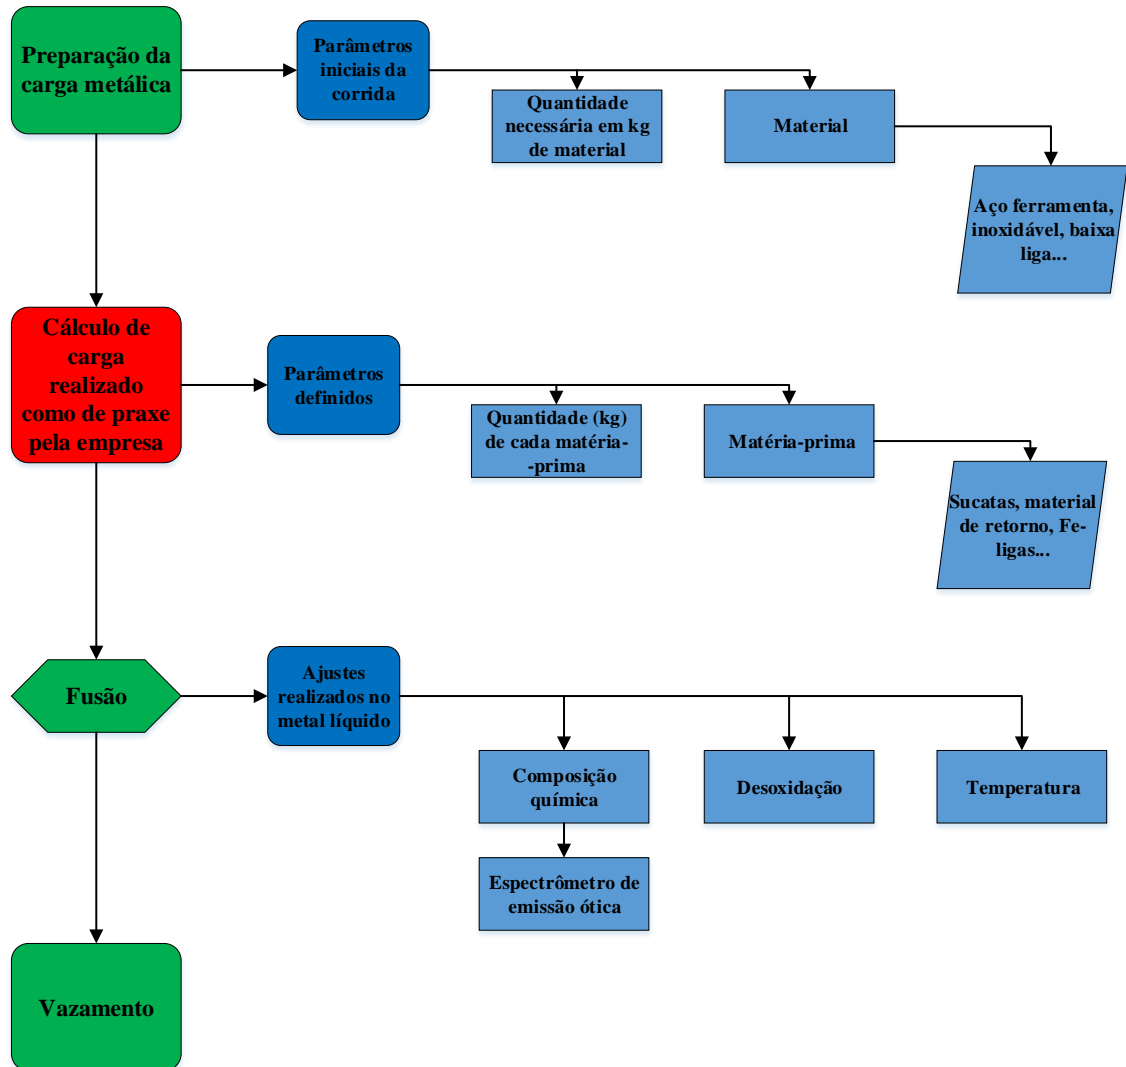 Preparação da
carga metálica
Parâmetros
iniciais da
corrida
Quantidade
necessária em kg
de material
Material
Aço ferramenta,
inoxidável, baixa
liga...
Cálculo de
carga
realizado
como de praxe
pela empresa
Parâmetros
definidos
Quantidade (kg)
de cada matéria-
-prima
Matéria-prima
Sucatas, material
de retorno, Fe-
ligas...
Fusão
Ajustes
realizados no
metal líquido
Composição
química
Desoxidação
Temperatura
Espectrômetro de
emissão ótica
Vazamento